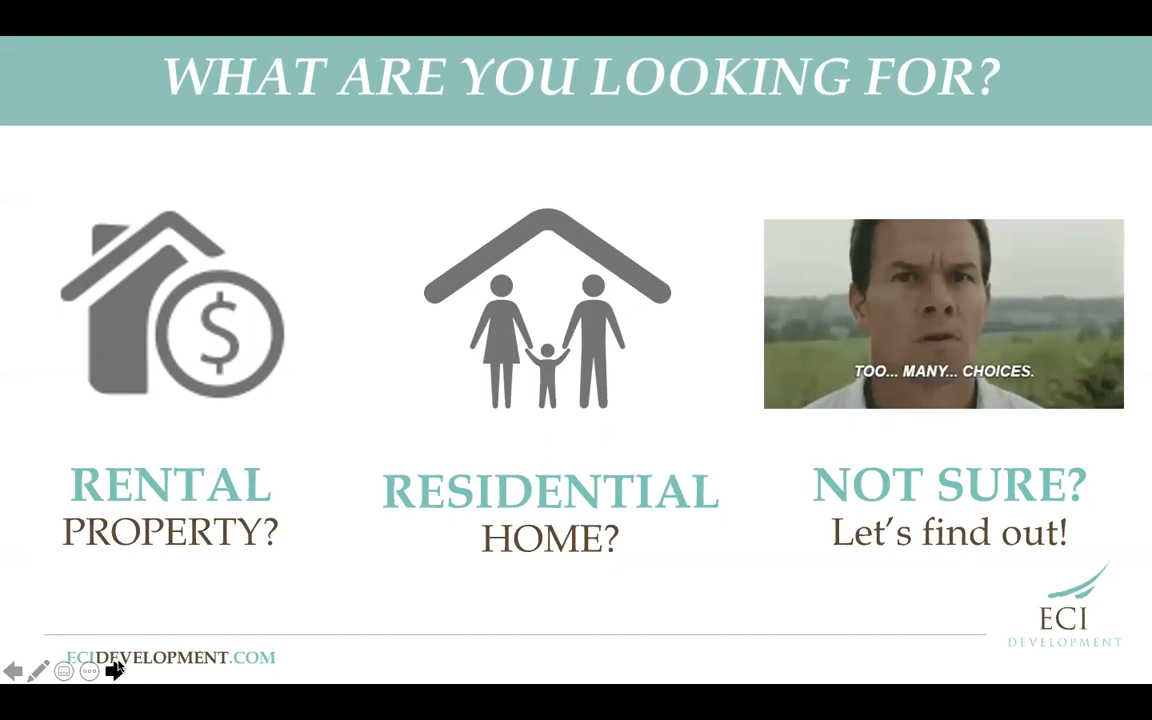 WHAT ARE YOU LOOKING FOR?
$
TOO... MANY... CHOICES.
RENTAL
PROPERTY?
RESIDENTIAL
HOME?
NOT SURE?
Let's find out!
ECI
DEVELOPMENT
ECIDEVELOPMENT.COM